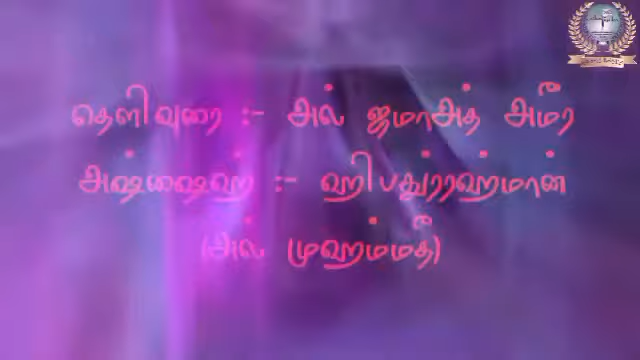 தெளிவுரை :- அல் ஜமாஅத் அமீர்
அஷ்ஷைஹ் :- ஹிபதுர்ரஹ்மான்
(அல் முஹம்மதீ)